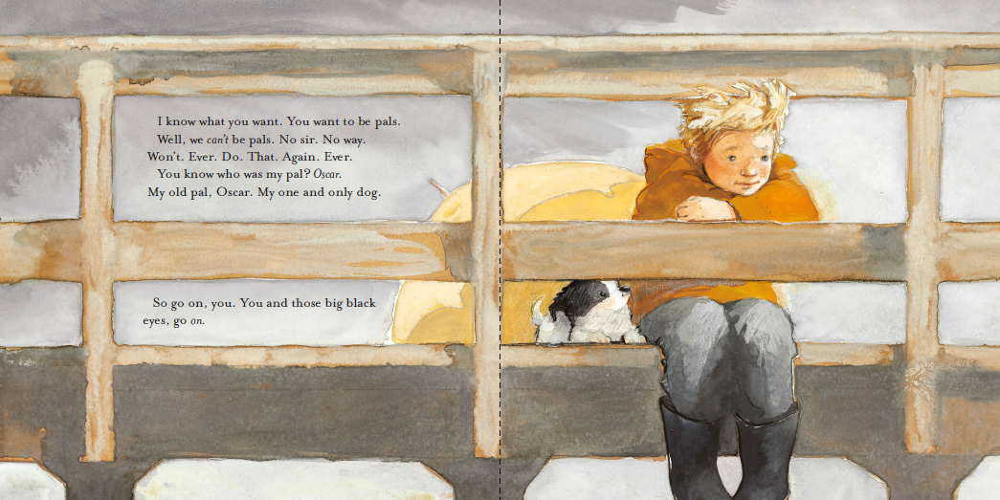 I know what you want. You want to be pals.
Well, we can't be pals. No sir. No way.
Won't. Ever. Do. That. Again. Ever.
You know who was my pal? Oscar.
My old pal, Oscar. My one and only dog.
So go on, you. You and those big black
eyes, go on.